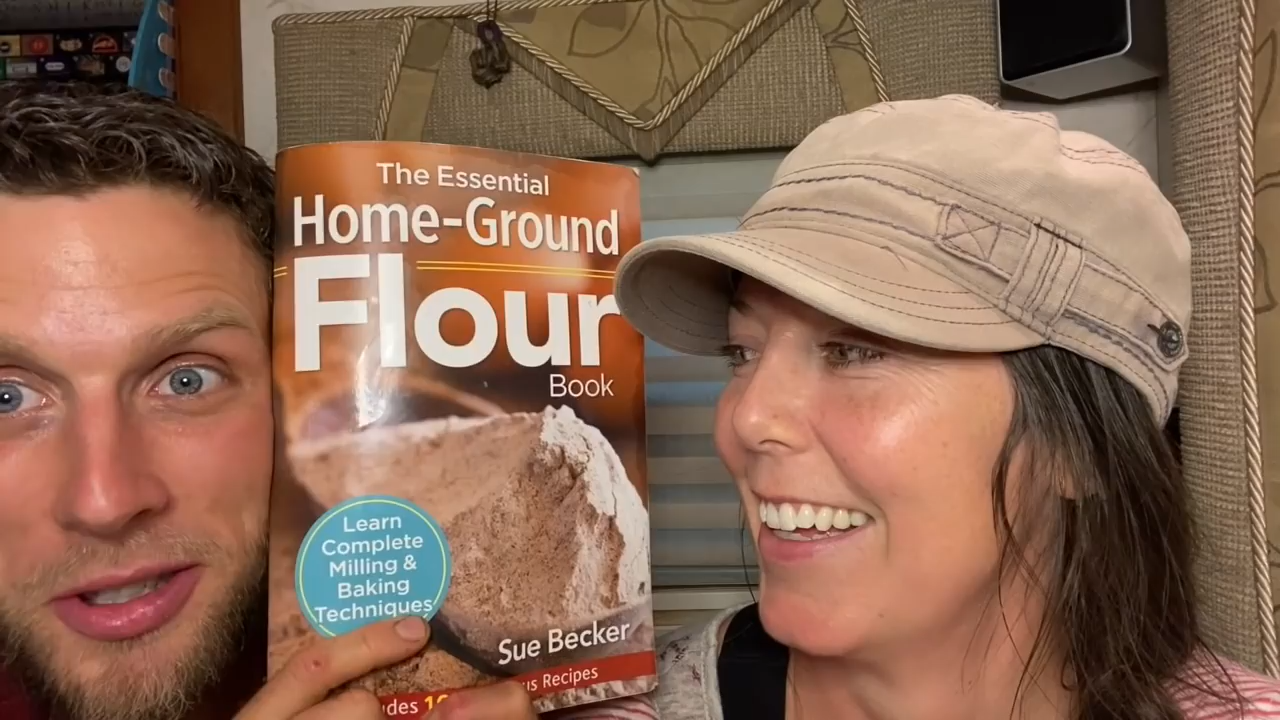 The Essential
Home-Ground
Flour
Book
Learn
Complete
Milling &
Baking
Techniques
Sue Becker
Recipes